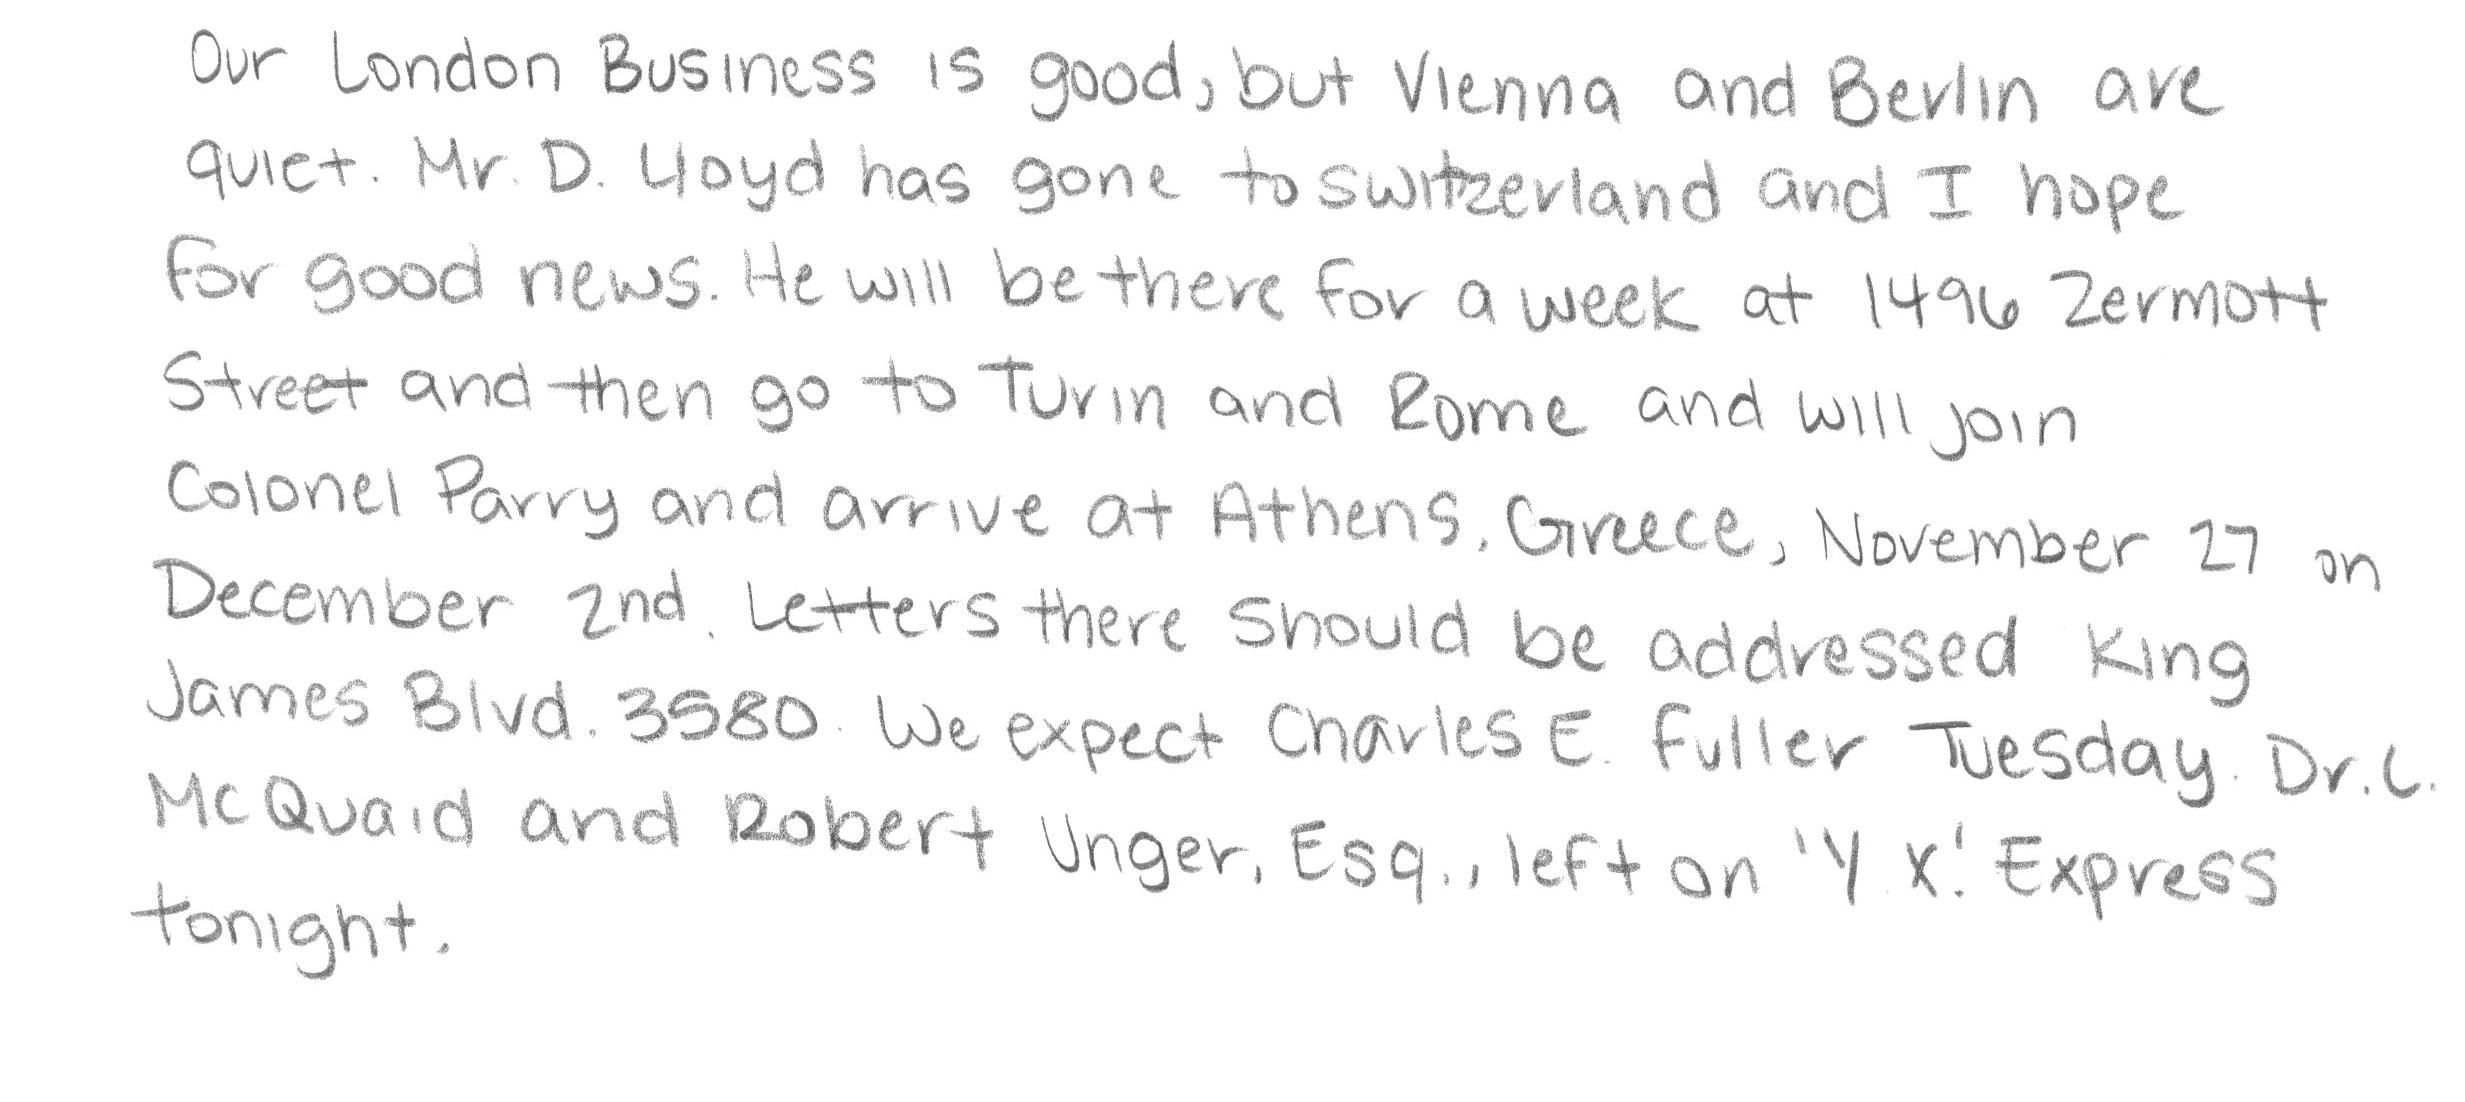 Our London Business is good, but Vienna and Berlin are
quiet. Mr. D. Lloyd has gone to switzerland and I hope
for good news. He will be there for a week at 1496 Zermott
Street and then go to Turin and Rome and will join
Colonel Parry and arrive at Athens, Greece, November 27 on
December 2nd. Letters there should be addressed King
James Blvd. 3580. We expect Charles E. fuller Tuesday. Dr. L.
McQuaid and Robert Unger, Esq., left on 'Y. X.' Express
tonight.